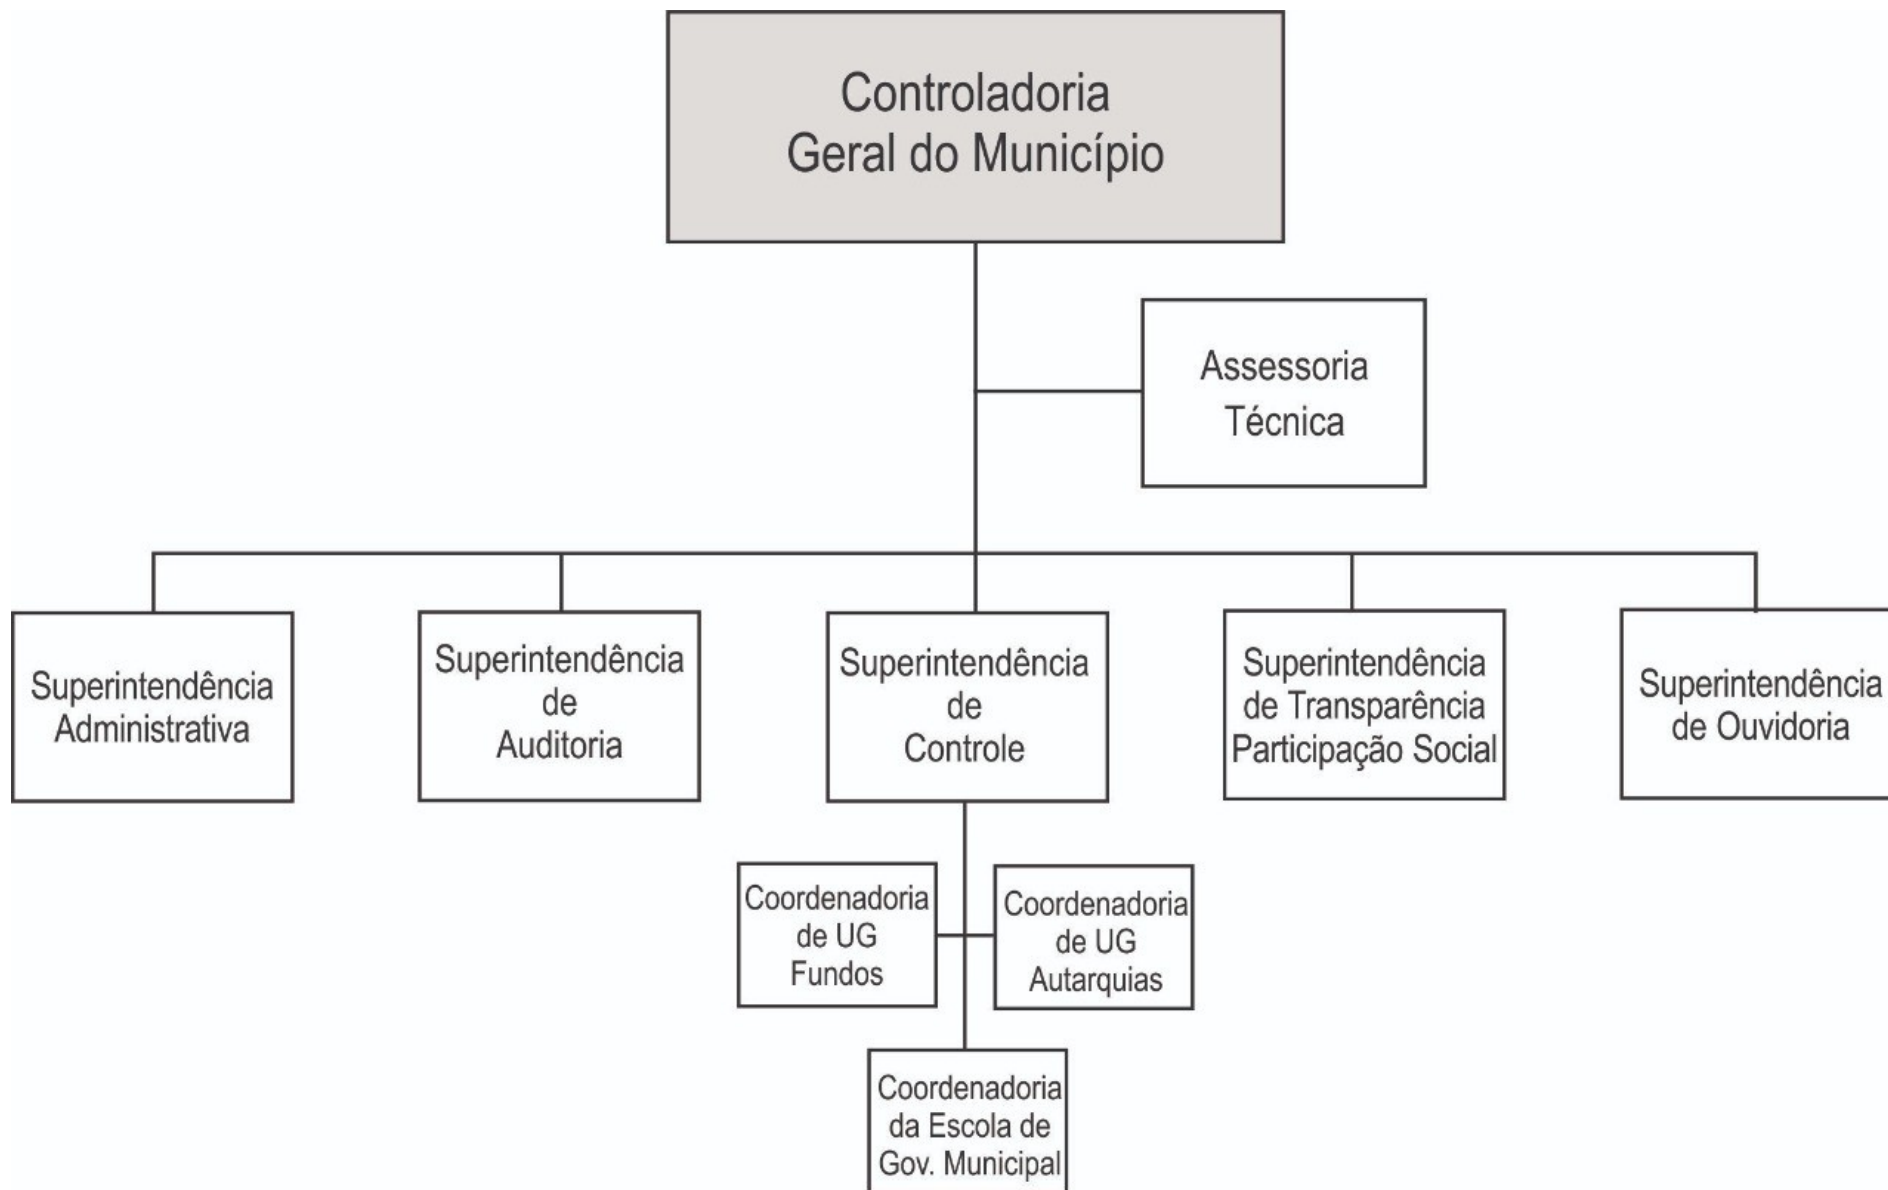 Controladoria
Geral do Município
Assessoria
Técnica
Superintendência
Administrativa
Superintendência
de
Auditoria
Superintendência
de
Controle
Superintendência
de Transparência
Participação Social
Superintendência
de Ouvidoria
Coordenadoria
de UG
Fundos
Coordenadoria
de UG
Autarquias
Coordenadoria
da Escola de
Gov. Municipal